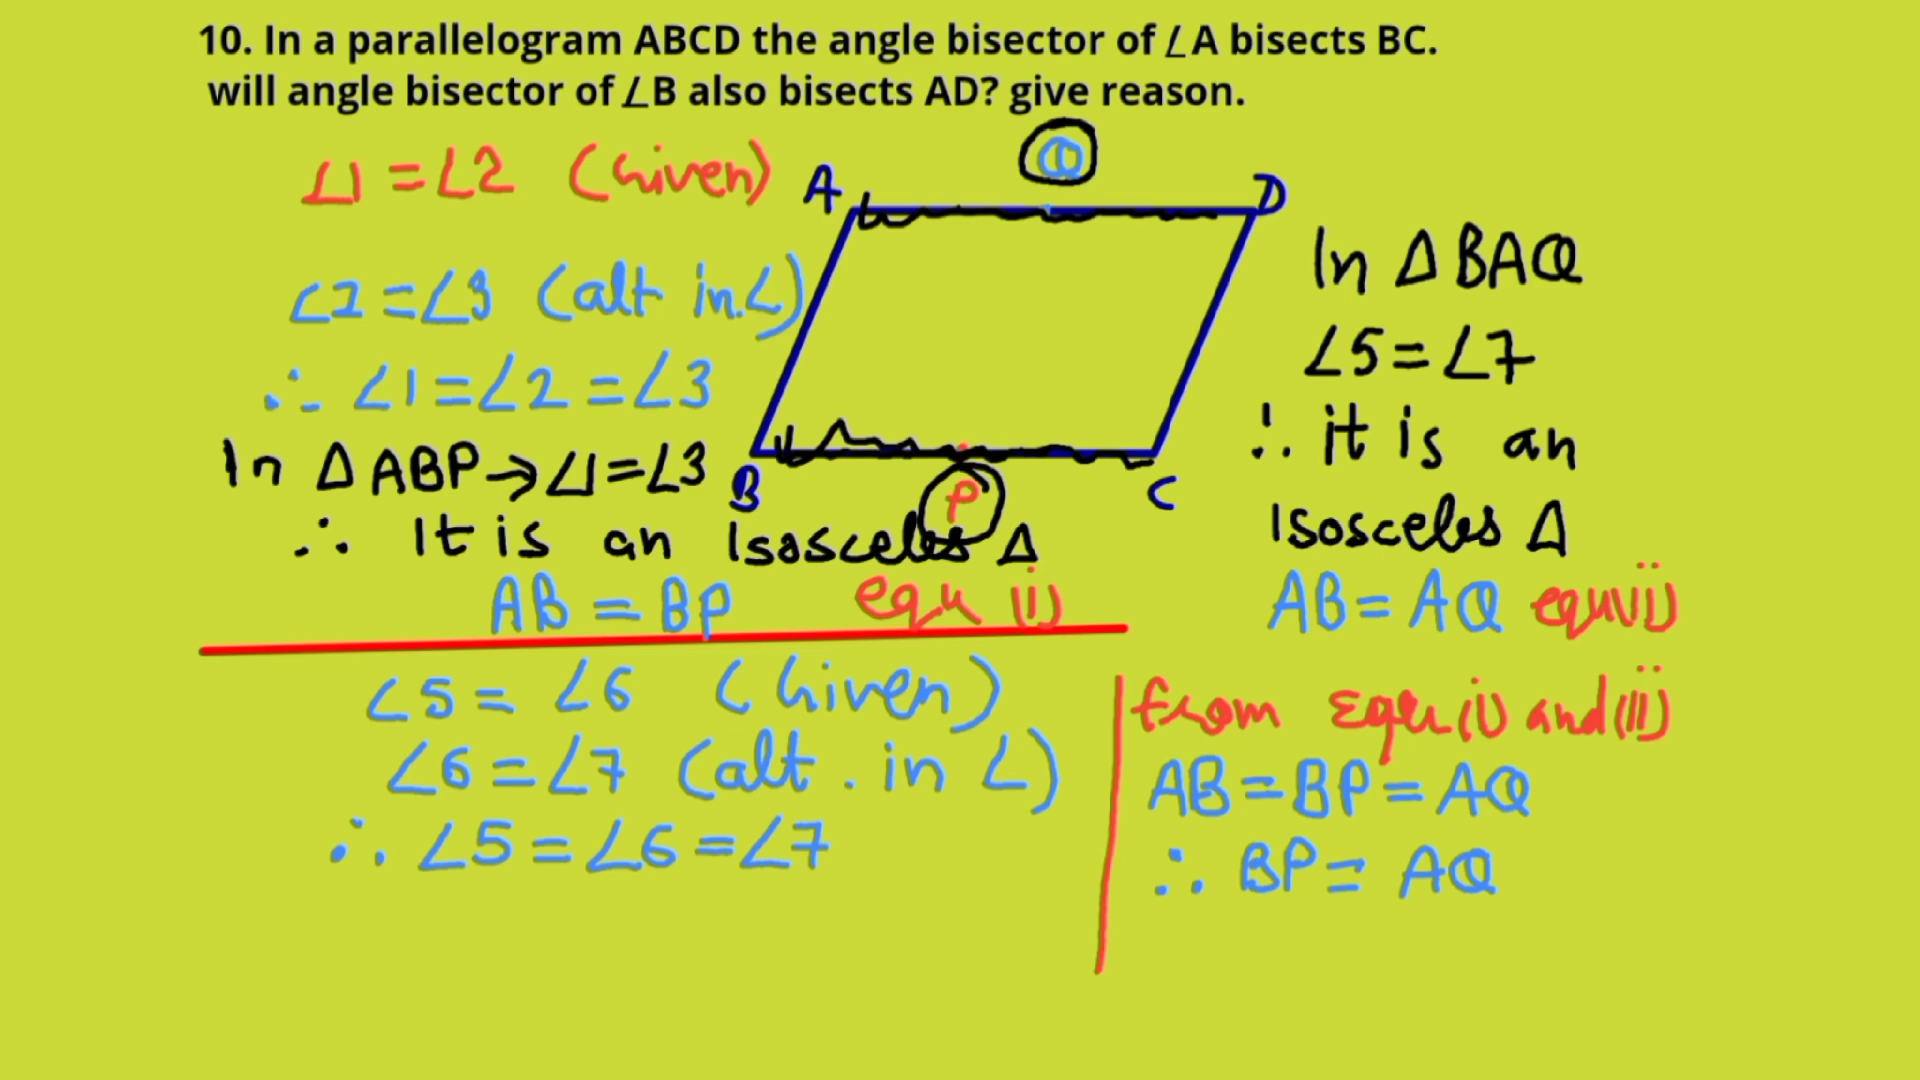 10. In a parallelogram ABCD the angle bisector of ∠A bisects BC.
will angle bisector of ∠B also bisects AD? give reason.
∠1 = ∠2 (Given)
∠2 = ∠3 (alt in.∠)
∴ ∠1 = ∠2 = ∠3
In Δ ABP → ∠1 = ∠3
∴ It is an Isosceles Δ
AB = BP equ (i)
A
Q
D
B
P
C
In Δ BAQ
∠5 = ∠7
∴ it is an
Isosceles Δ
AB = AQ equ(ii)
∠5 = ∠6 (Given)
∠6 = ∠7 (alt . in ∠)
∴ ∠5 = ∠6 = ∠7
from Equ (i) and (ii)
AB = BP = AQ
∴ BP = AQ